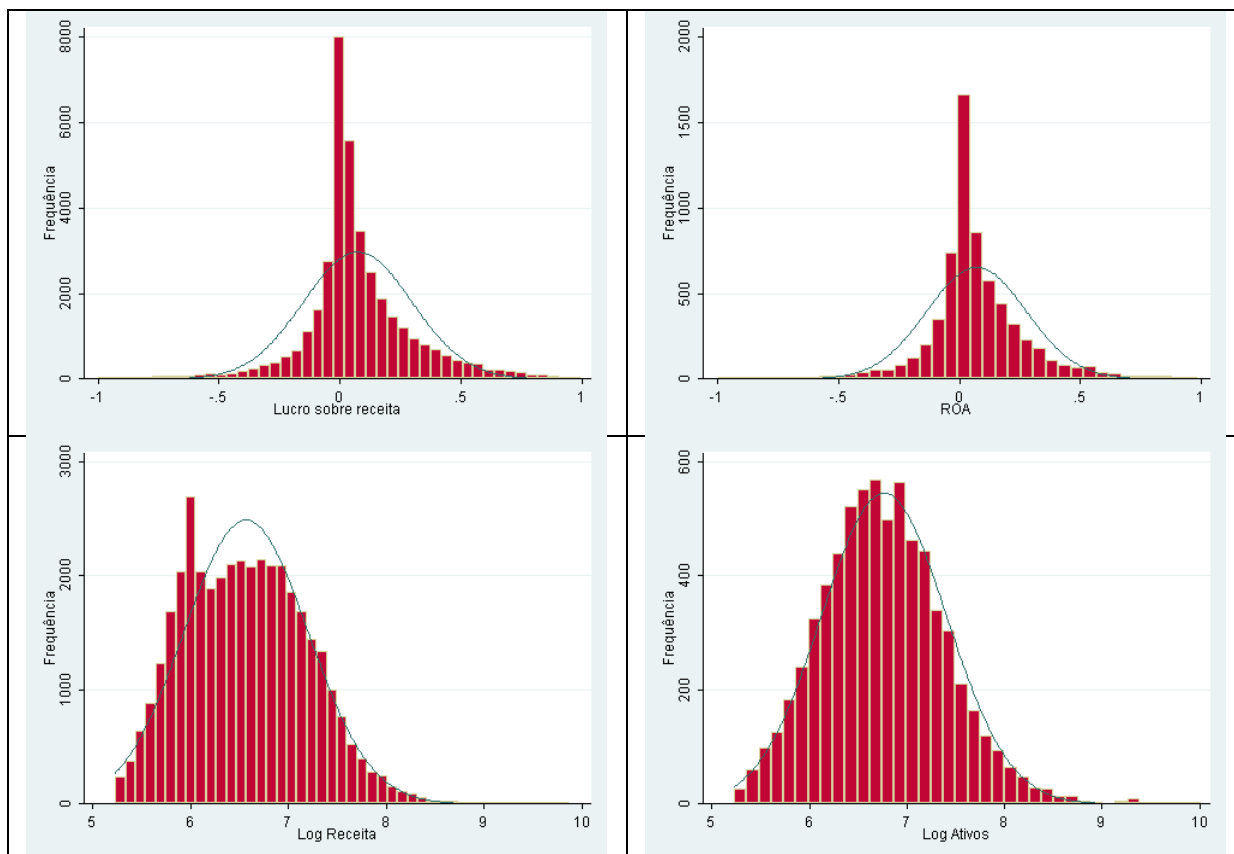 8000
6000
4000
2000
0
Frequência
-1 -.5 0 .5 1
Lucro sobre receita
2000
1500
1000
500
0
Frequência
-1 -.5 0 .5 1
ROA
3000
2000
1000
0
Frequência
5 6 7 8 9 10
Log Receita
600
400
200
0
Frequência
5 6 7 8 9 10
Log Ativos